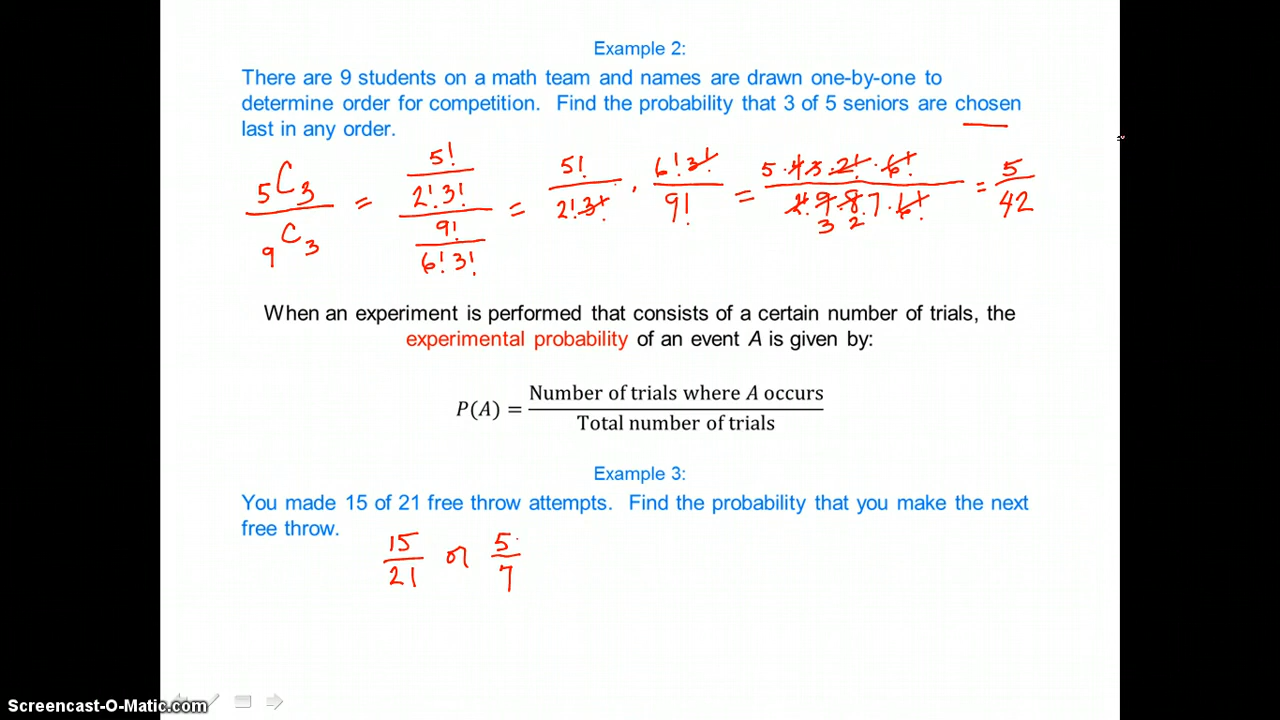 Example 2:
There are 9 students on a math team and names are drawn one-by-one to
determine order for competition. Find the probability that 3 of 5 seniors are chosen
last in any order.
5C3 / 9C3 = (5! / 2!3!) / (9! / 6!3!) = 5! / 2!3! · 6!3! / 9! = 5·4·3·2!·6! / 2!·9·8·7·6! = 5 / 42
3 2
When an experiment is performed that consists of a certain number of trials, the
experimental probability of an event A is given by:
P(A) = Number of trials where A occurs / Total number of trials
Example 3:
You made 15 of 21 free throw attempts. Find the probability that you make the next
free throw.
15/21 or 5/7
Screencast-O-Matic.com